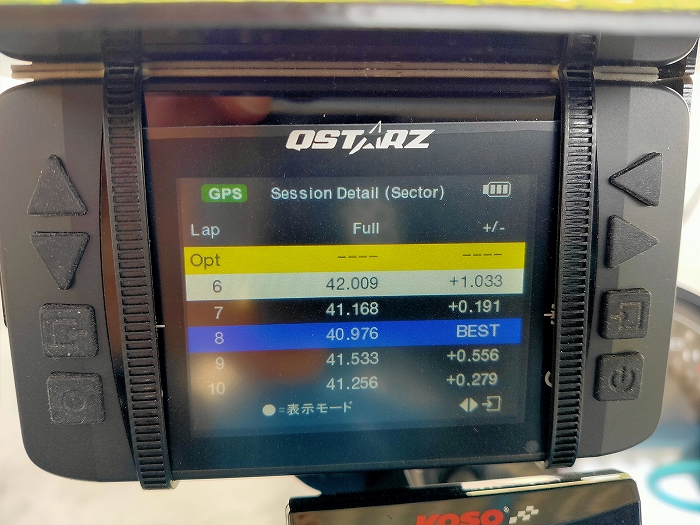 QSTARZ
GPS Session Detail (Sector)
Lap Full +/-
Opt ---- ----
6 42.009 +1.033
7 41.168 +0.191
8 40.976 BEST
9 41.533 +0.556
10 41.256 +0.279
●=表示モード
KOSO